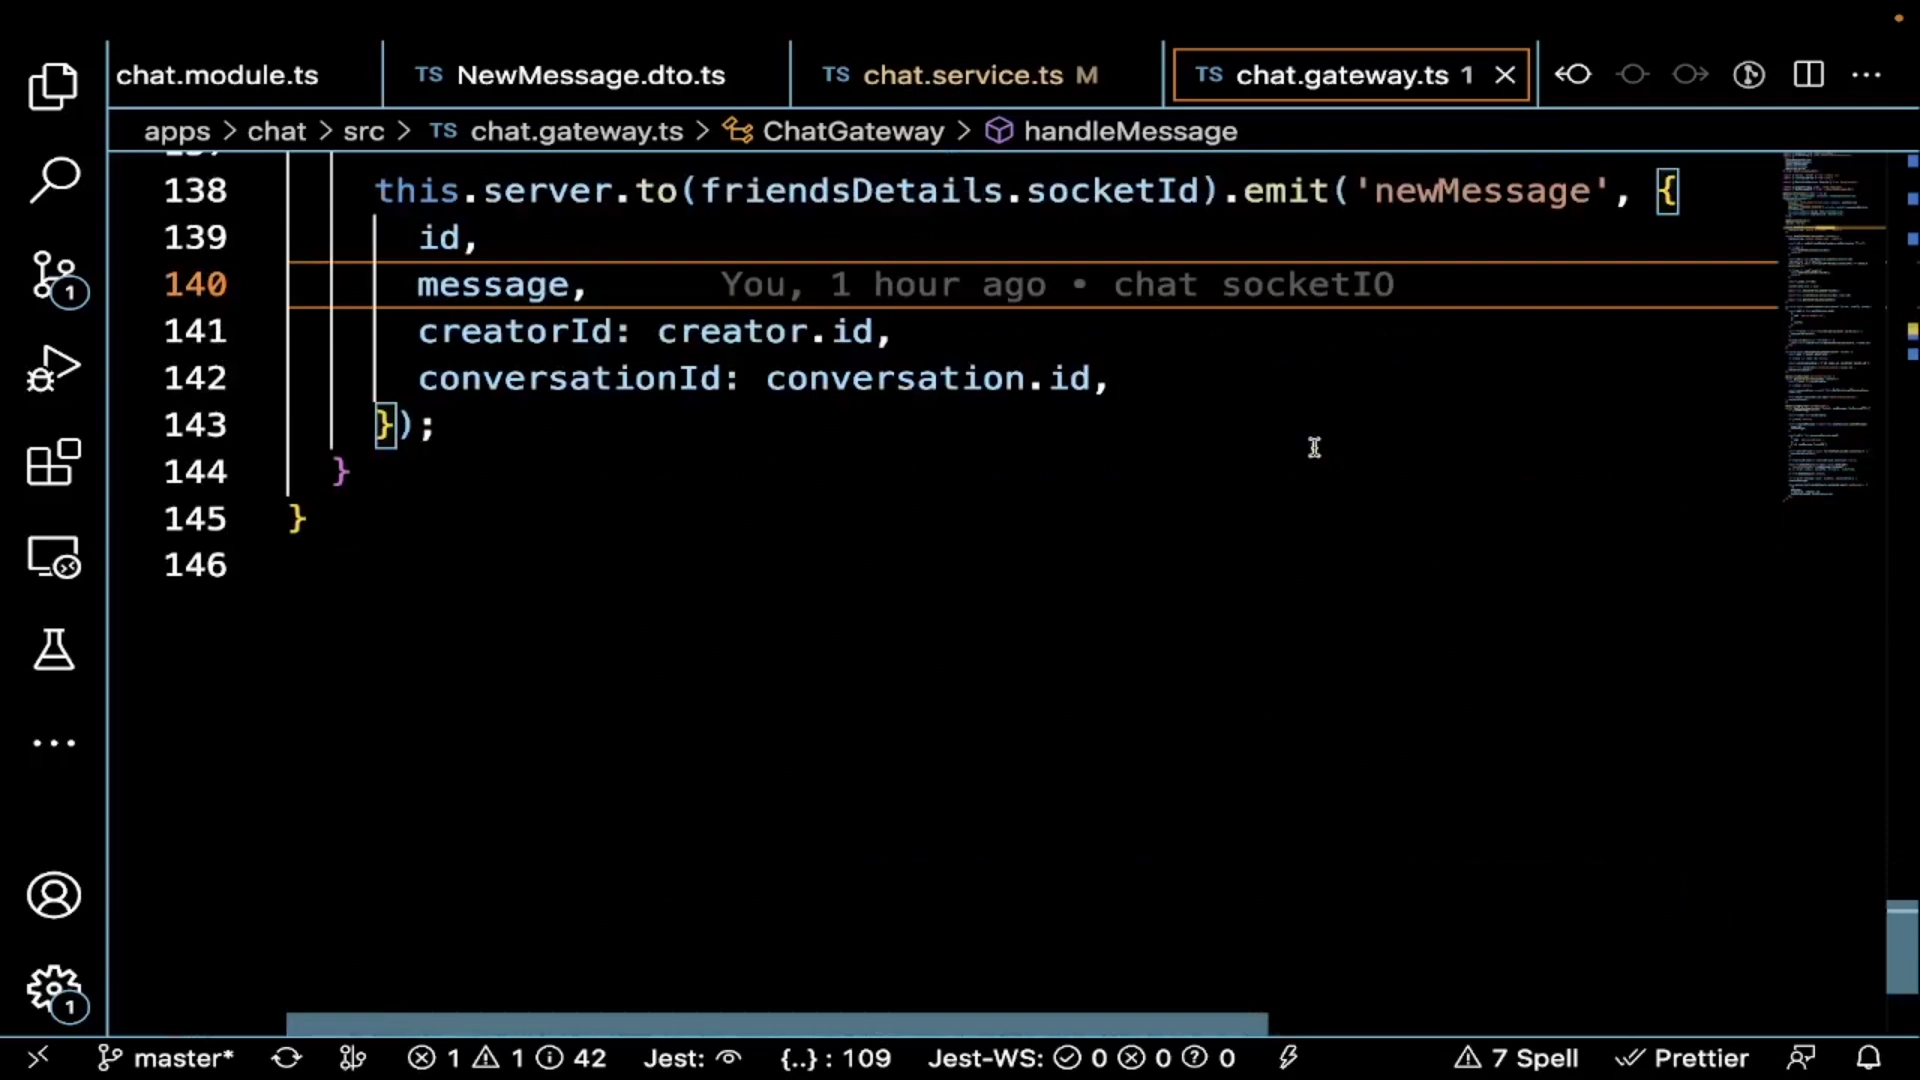 chat.module.ts TS NewMessage.dto.ts TS chat.service.ts M TS chat.gateway.ts 1
apps > chat > src > TS chat.gateway.ts > ChatGateway > handleMessage
138 this.server.to(friendsDetails.socketId).emit('newMessage', {
139 id,
140 message, You, 1 hour ago • chat socketIO
141 creatorId: creator.id,
142 conversationId: conversation.id,
143 });
144 }
145 }
146
1
1
master* 1 1 42 Jest: {..} : 109 Jest-WS: 0 0 0 7 Spell Prettier